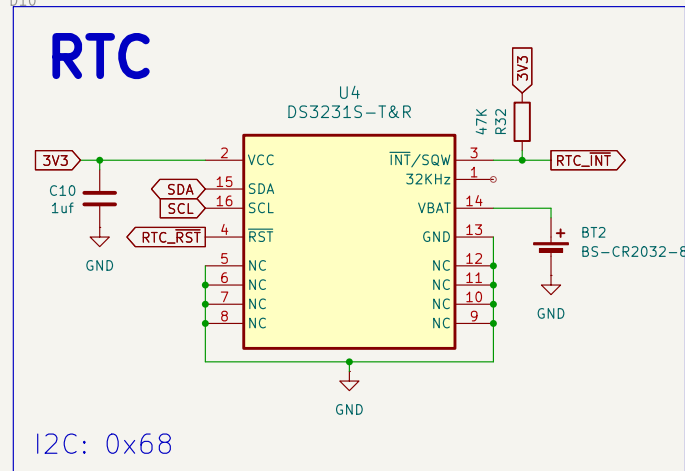 RTC
U4
DS3231S-T&R
3V3
47K
R32
3V3
2
VCC
INT/SQW
3
RTC_INT
32KHz
1
C10
1uf
SDA
15
SDA
SCL
16
SCL
VBAT
14
RTC_RST
4
RST
GND
13
BT2
BS-CR2032-8
GND
5
NC
NC
12
6
NC
NC
11
7
NC
NC
10
8
NC
NC
9
GND
GND
I2C: 0x68